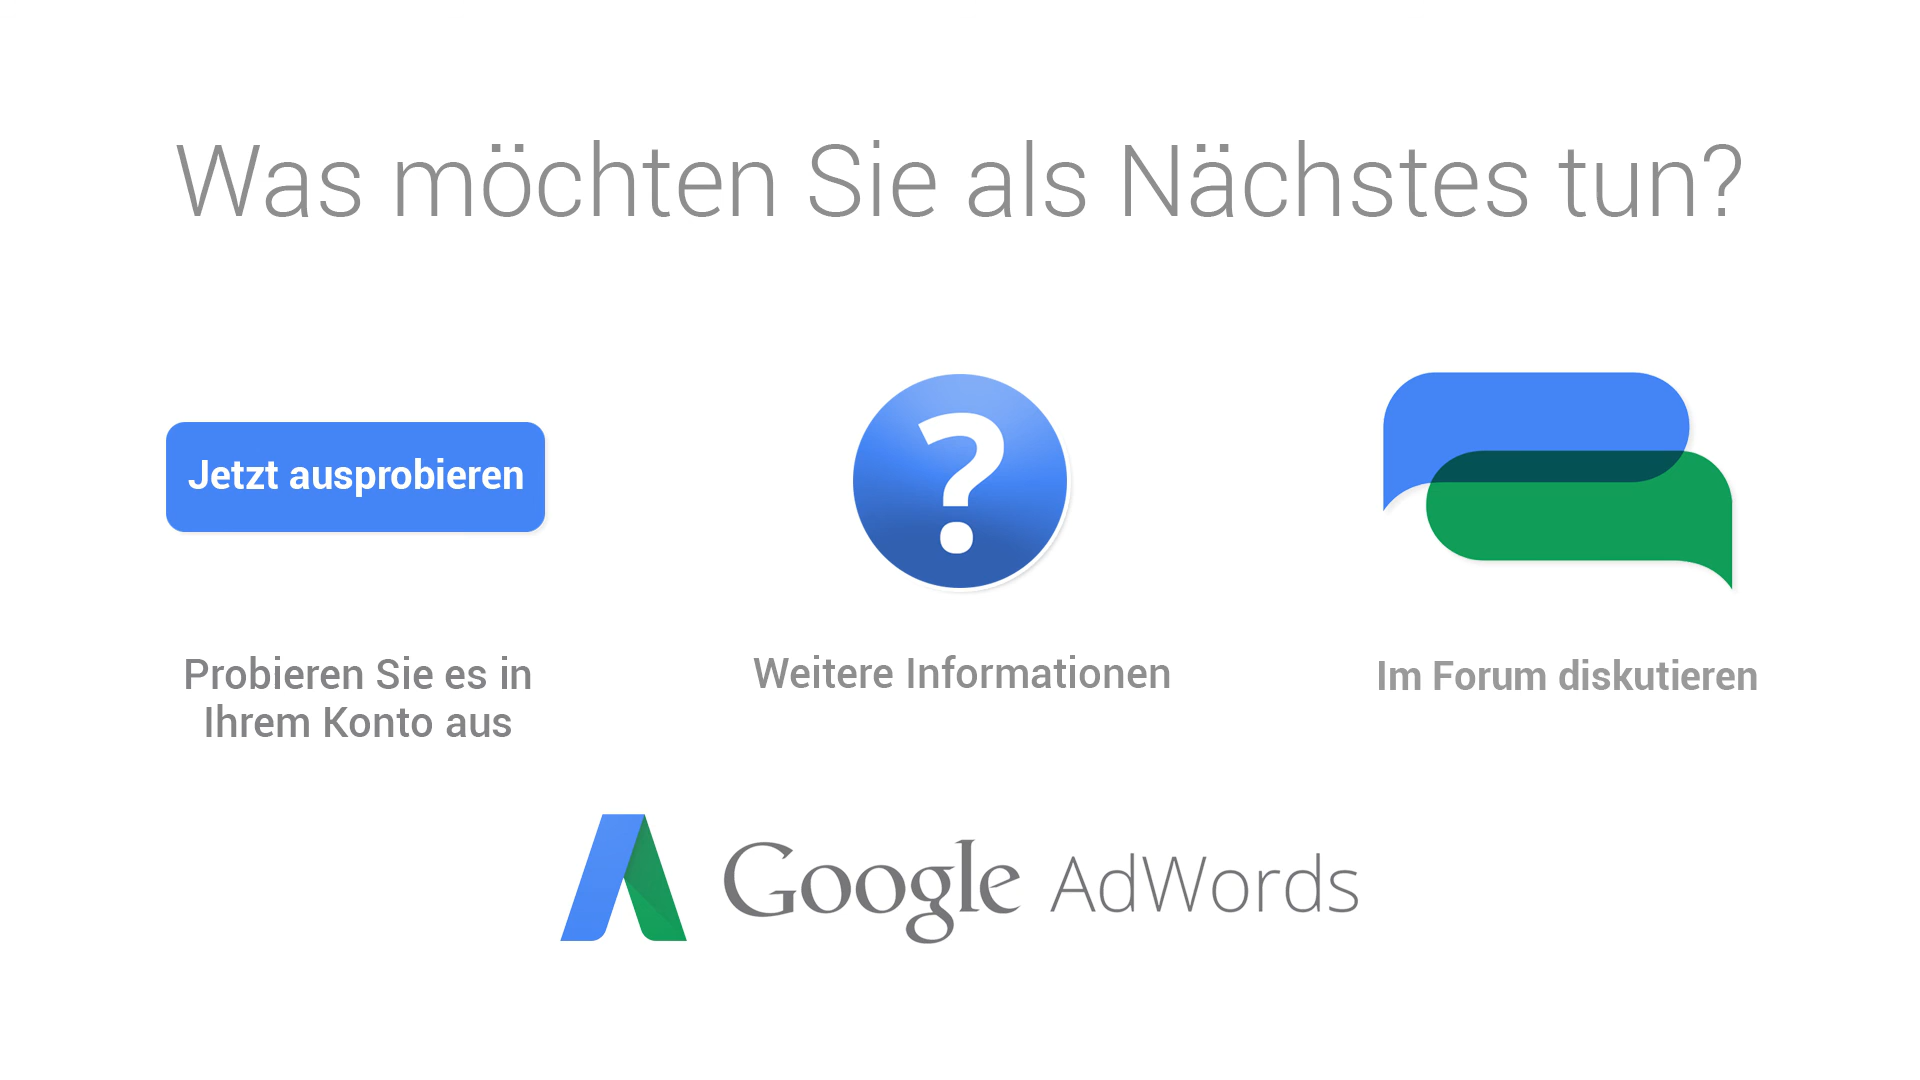 Was möchten Sie als Nächstes tun?
Jetzt ausprobieren
?
Probieren Sie es in
Ihrem Konto aus
Weitere Informationen
Im Forum diskutieren
Google AdWords